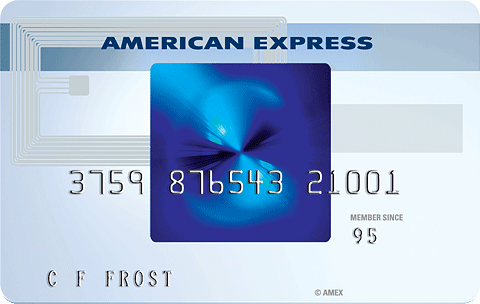 AMERICAN EXPRESS
3759 876543 21001
MEMBER SINCE
95
C F FROST
© AMEX